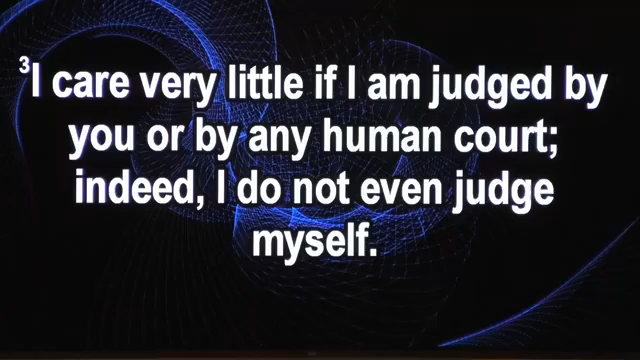 ³I care very little if I am judged by
you or by any human court;
indeed, I do not even judge
myself.